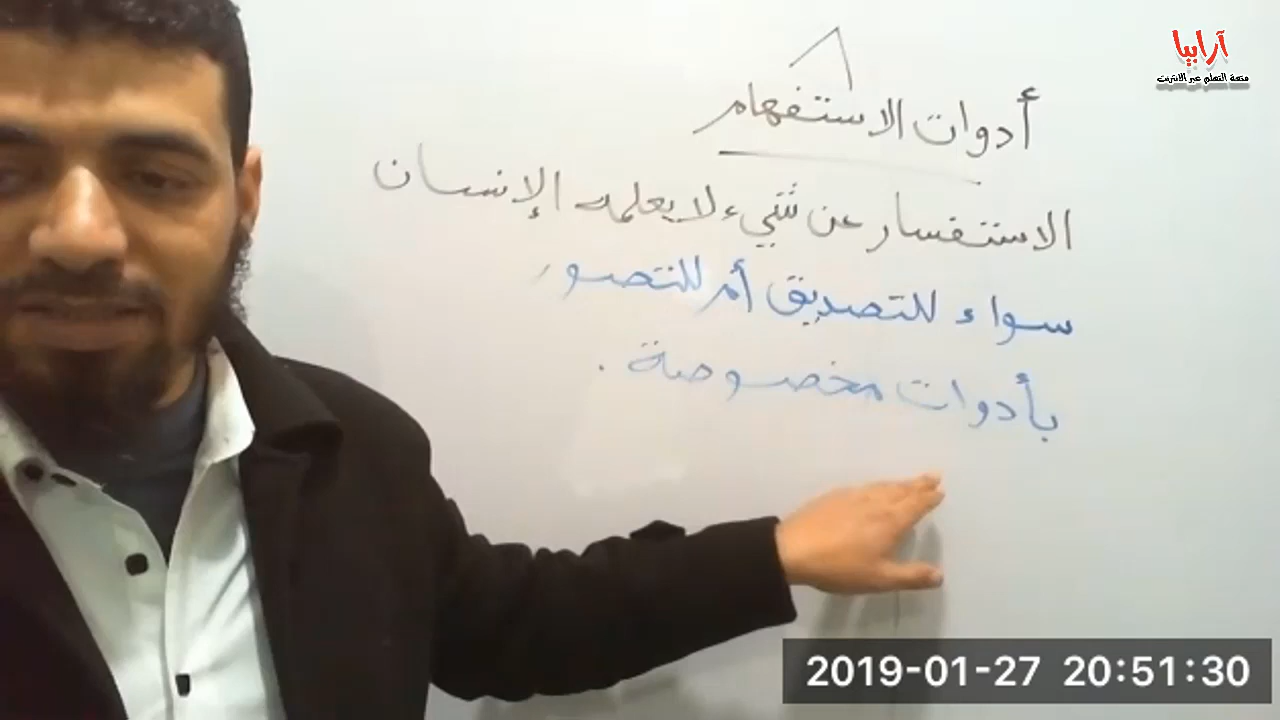 آرابيا
منصة التعلم عبر الانترنت
أدوات الاستفهام
الاستفسار عن شيء لا يعلمه الإنسان
سواء للتصديق أم للتصور
بأدوات مخصوصة .
2019-01-27 20:51:30